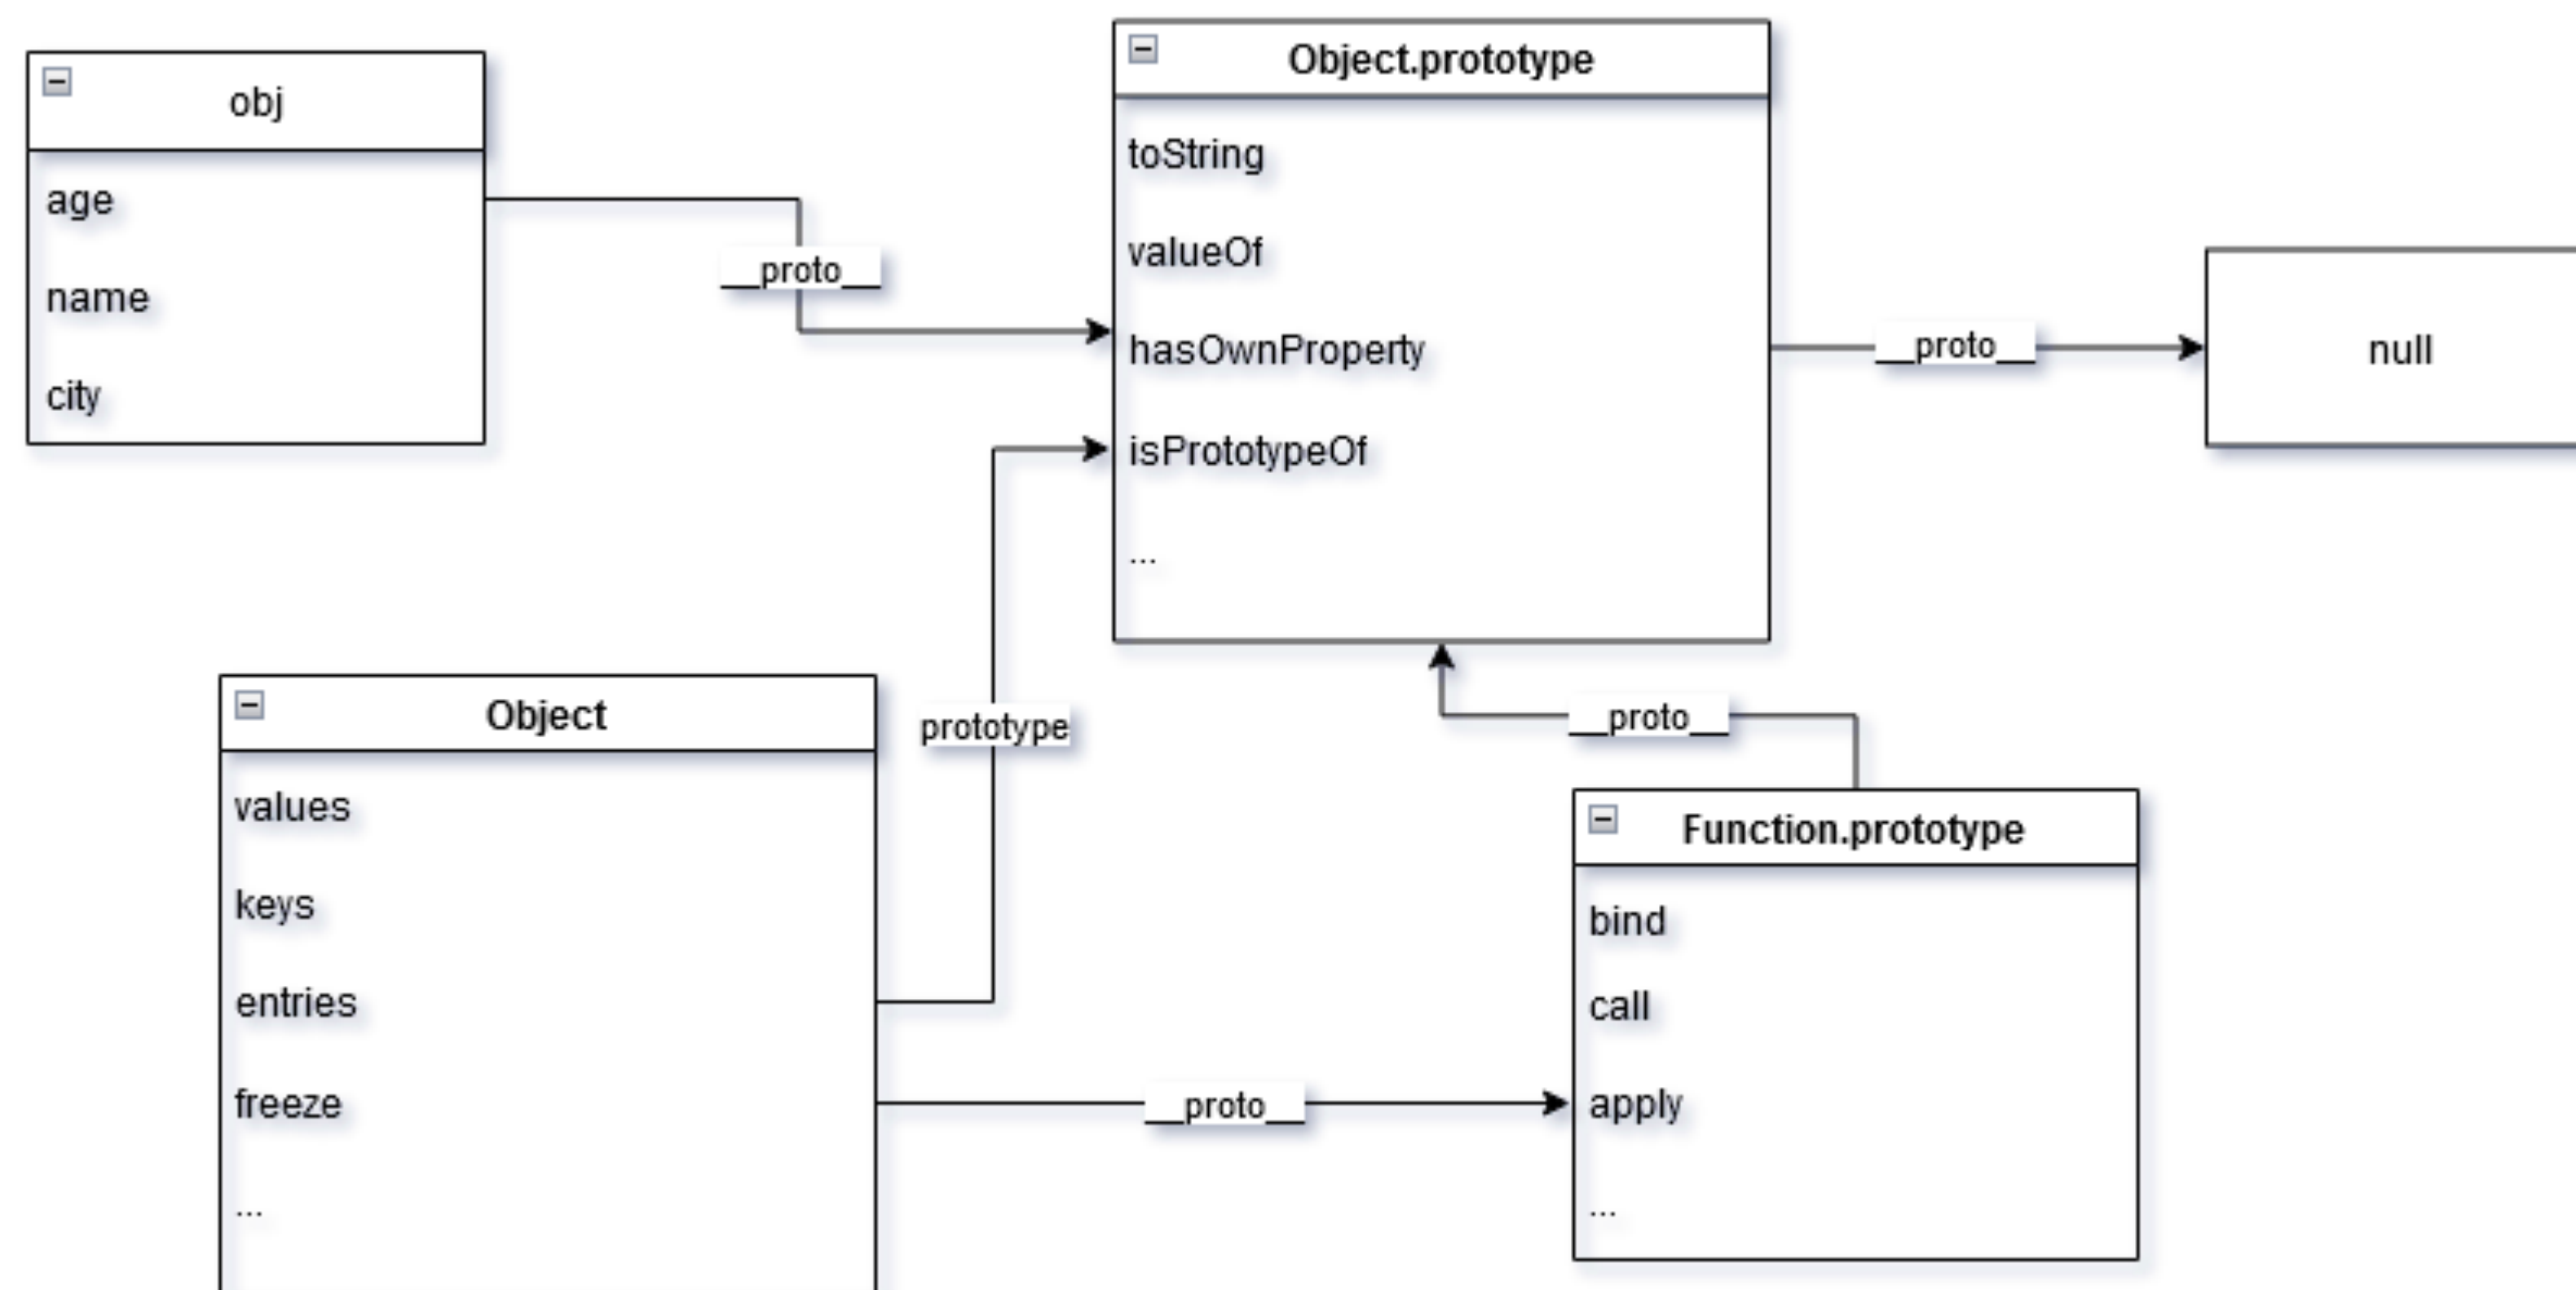 obj
age
name
city
__proto__
Object.prototype
toString
valueOf
hasOwnProperty
isPrototypeOf
...
__proto__
null
Object
values
keys
entries
freeze
...
prototype
__proto__
__proto__
Function.prototype
bind
call
apply
...